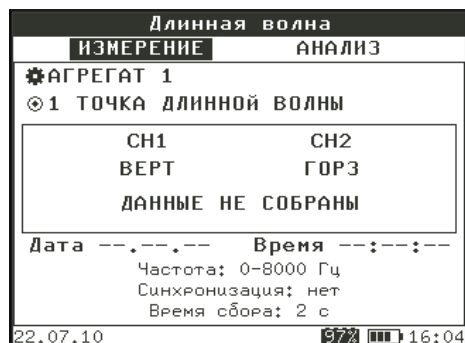 Длинная волна
ИЗМЕРЕНИЕ АНАЛИЗ
АГРЕГАТ 1
1 ТОЧКА ДЛИННОЙ ВОЛНЫ
CH1 CH2
ВЕРТ ГОРЗ
ДАННЫЕ НЕ СОБРАНЫ
Дата --.--.-- Время --:--:--
Частота: 0-8000 Гц
Синхронизация: нет
Время сбора: 2 с
22.07.10 97% 16:04